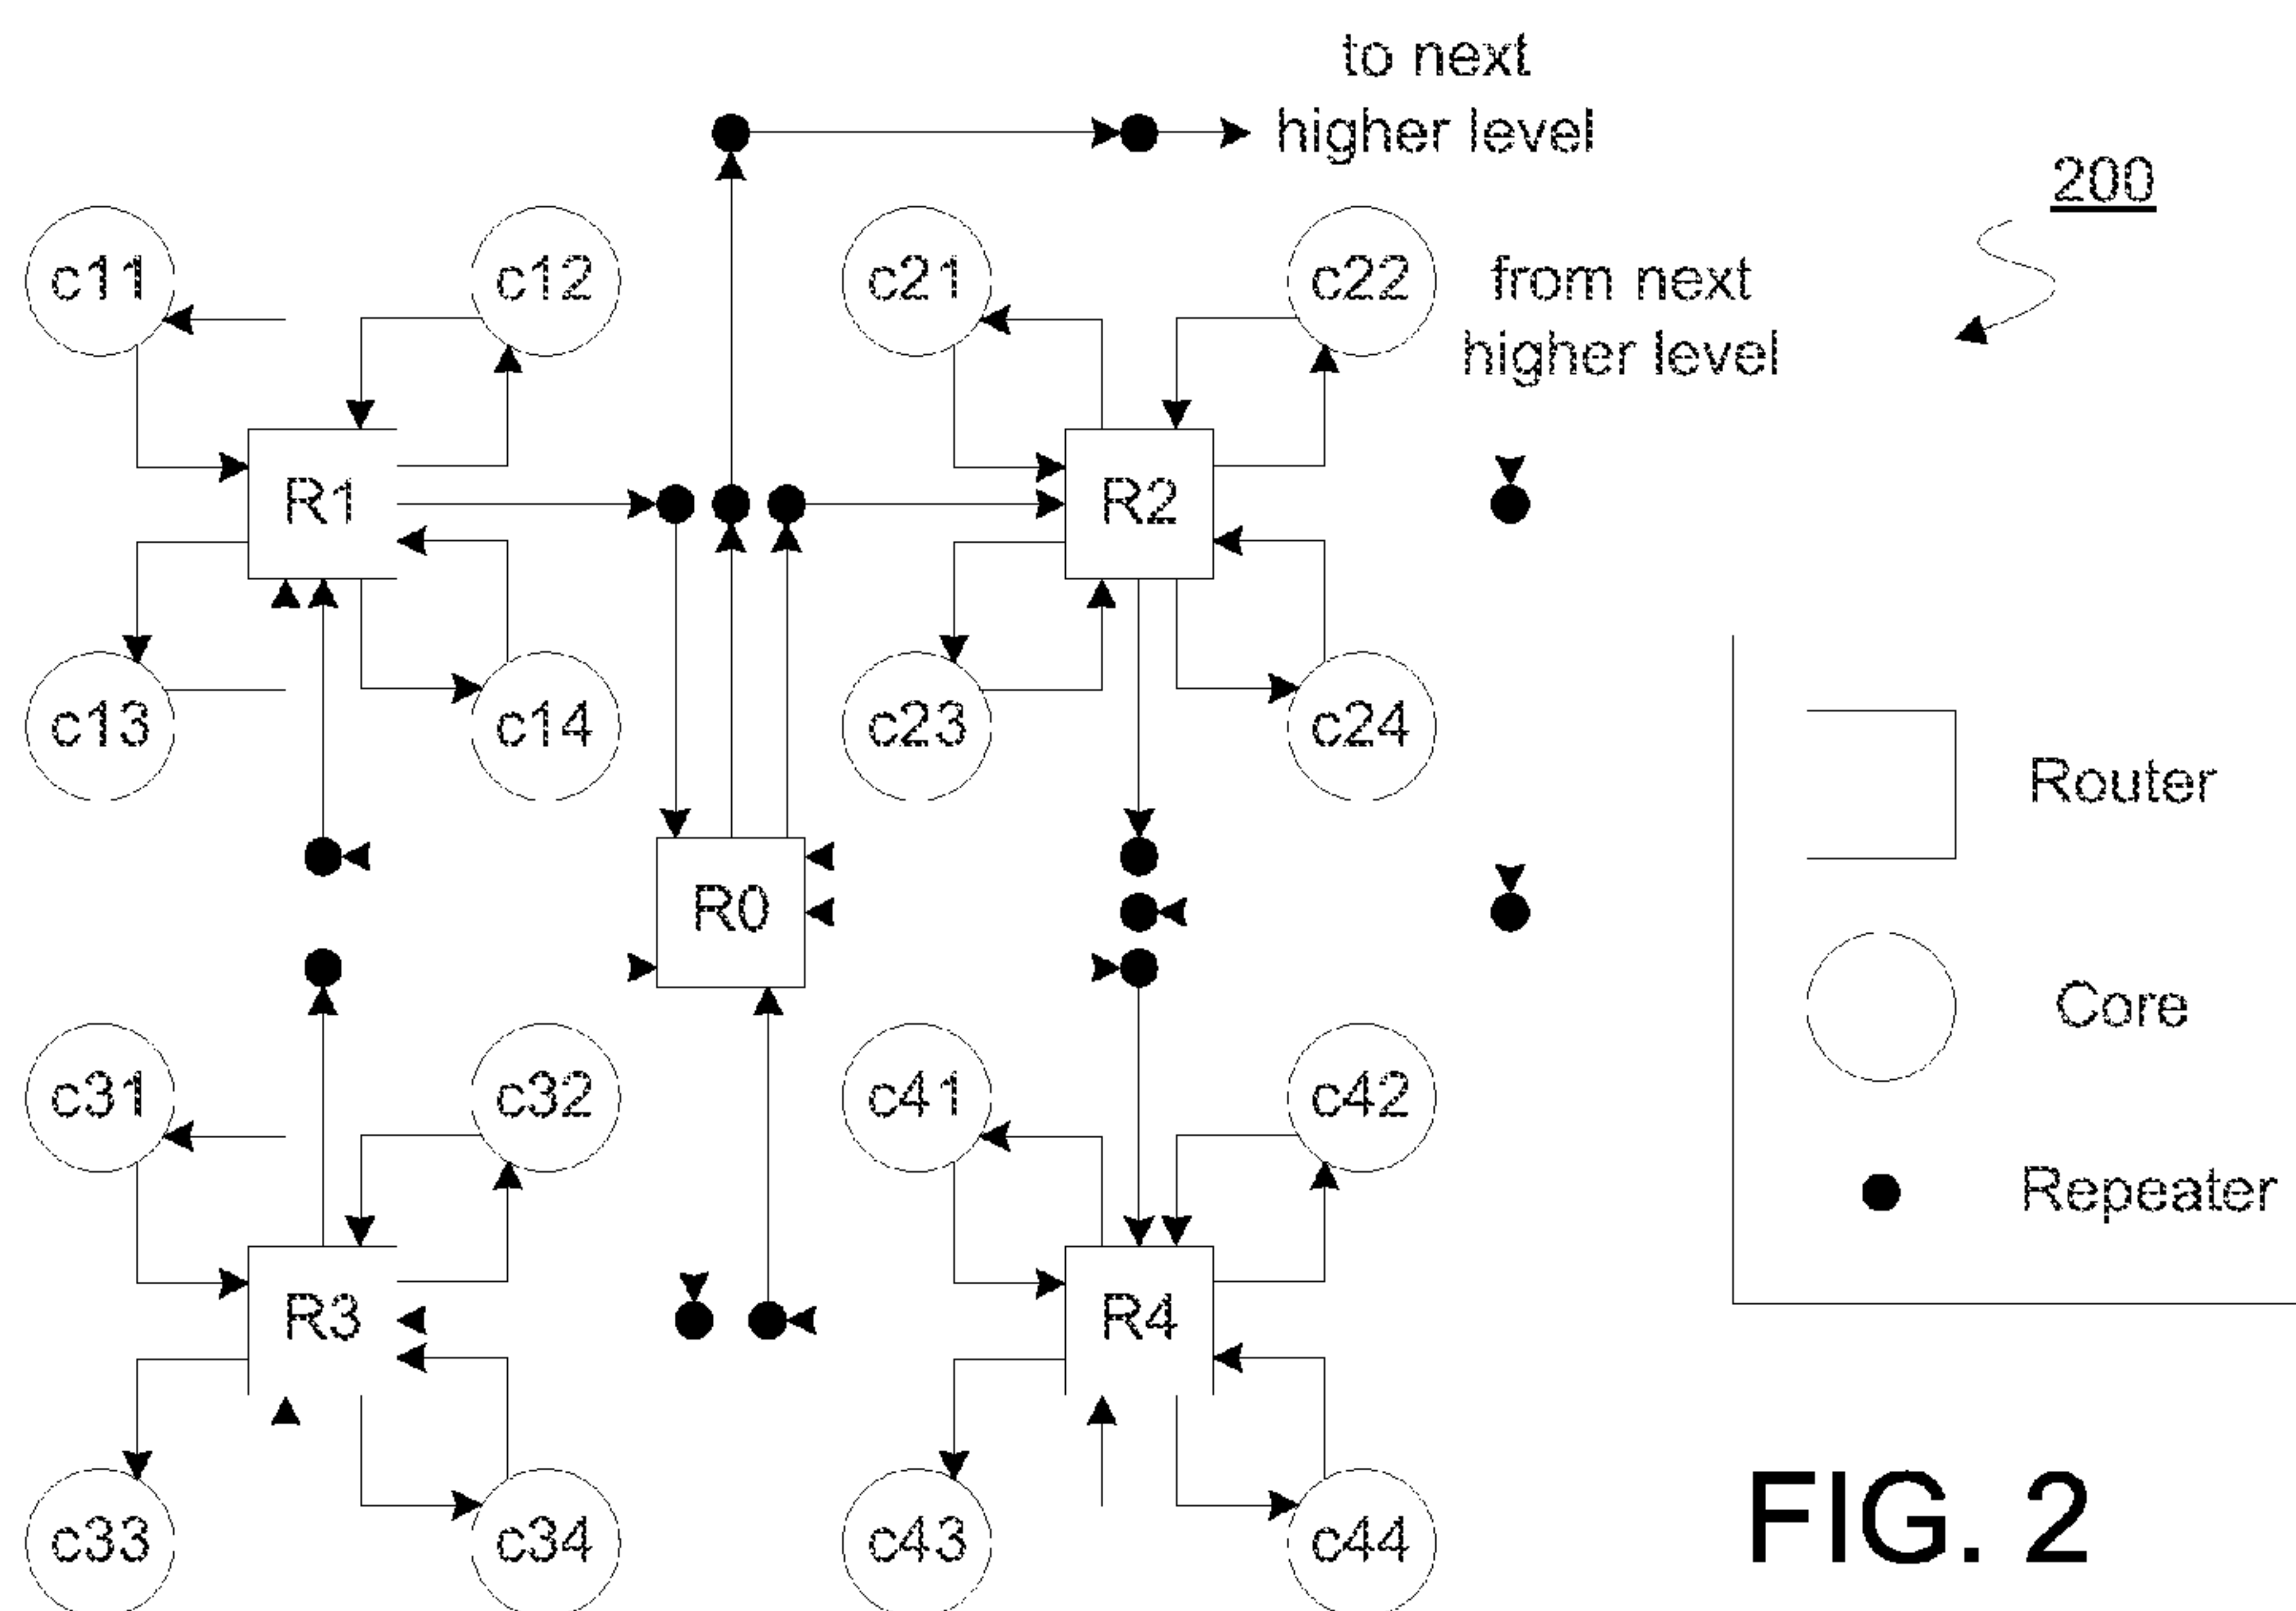 to next
higher level
200
c11
c12
c21
c22
from next
higher level
R1
R2
c13
c14
c23
c24
Router
R0
Core
c31
c32
c41
c42
Repeater
R3
R4
c33
c34
c43
c44
FIG. 2